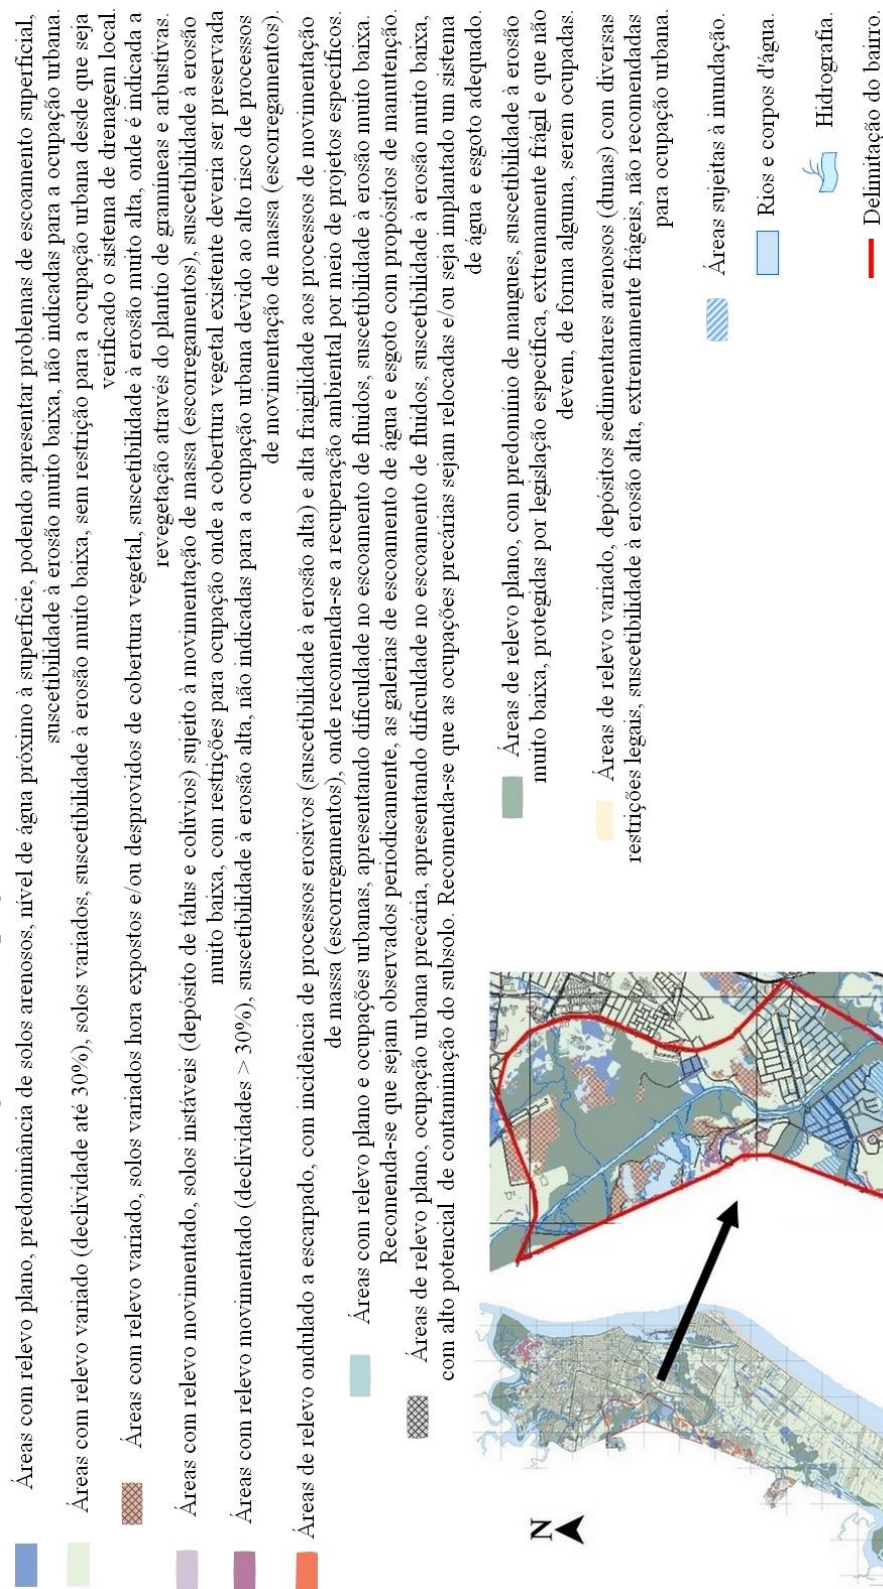 Áreas com relevo plano, predominância de solos arenosos, nível de água próximo à superfície, podendo apresentar problemas de escoamento superficial,
suscetibilidade à erosão muito baixa, não indicadas para a ocupação urbana.
Áreas com relevo variado (declividade até 30%), solos variados, suscetibilidade à erosão muito baixa, sem restrição para a ocupação urbana desde que seja
verificado o sistema de drenagem local.
Áreas com relevo variado, solos variados hora expostos e/ou desprovidos de cobertura vegetal, suscetibilidade à erosão muito alta, onde é indicada a
revegetação através do plantio de gramíneas e arbustivas.
Áreas com relevo movimentado, solos instáveis (depósito de tálus e colúvios) sujeito à movimentação de massa (escorregamentos), suscetibilidade à erosão
muito baixa, com restrições para ocupação onde a cobertura vegetal existente deveria ser preservada
Áreas com relevo movimentado (declividades > 30%), suscetibilidade à erosão alta, não indicadas para a ocupação urbana devido ao alto risco de processos
de movimentação de massa (escorregamentos).
Áreas de relevo ondulado a escarpado, com incidência de processos erosivos (suscetibilidade à erosão alta) e alta fraigilidade aos processos de movimentação
de massa (escorregamentos), onde recomenda-se a recuperação ambiental por meio de projetos específicos.
Áreas com relevo plano e ocupações urbanas, apresentando dificuldade no escoamento de fluidos, suscetibilidade à erosão muito baixa.
Recomenda-se que sejam observados periodicamente, as galerias de escoamento de água e esgoto com propósitos de manutenção.
Áreas de relevo plano, ocupação urbana precária, apresentando dificuldade no escoamento de fluidos, suscetibilidade à erosão muito baixa,
com alto potencial de contaminação do subsolo. Recomenda-se que as ocupações precárias sejam relocadas e/ou seja implantado um sistema
de água e esgoto adequado.
Áreas de relevo plano, com predomínio de mangues, suscetibilidade à erosão
muito baixa, protegidas por legislação específica, extremamente frágil e que não
devem, de forma alguma, serem ocupadas.
Áreas de relevo variado, depósitos sedimentares arenosos (dunas) com diversas
restrições legais, suscetibilidade à erosão alta, extremamente frágeis, não recomendadas
para ocupação urbana.
Áreas sujeitas à inundação.
Rios e corpos d'água.
Hidrografia.
Delimitação do bairro.
N